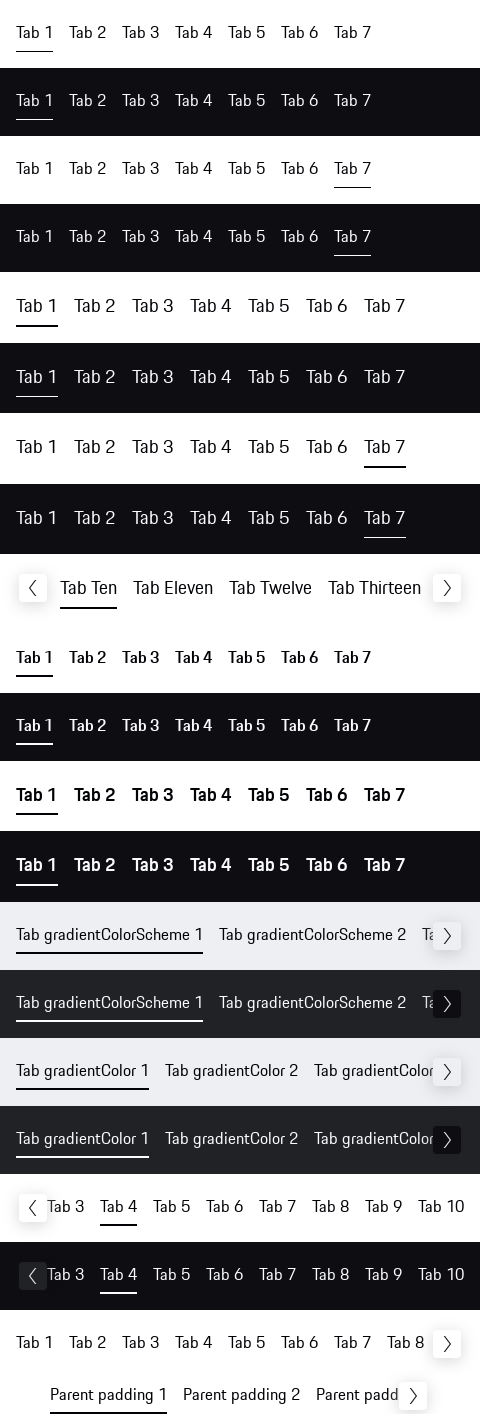 Tab 1 Tab 2 Tab 3 Tab 4 Tab 5 Tab 6 Tab 7
Tab 1 Tab 2 Tab 3 Tab 4 Tab 5 Tab 6 Tab 7
Tab 1 Tab 2 Tab 3 Tab 4 Tab 5 Tab 6 Tab 7
Tab 1 Tab 2 Tab 3 Tab 4 Tab 5 Tab 6 Tab 7
Tab 1 Tab 2 Tab 3 Tab 4 Tab 5 Tab 6 Tab 7
Tab 1 Tab 2 Tab 3 Tab 4 Tab 5 Tab 6 Tab 7
Tab 1 Tab 2 Tab 3 Tab 4 Tab 5 Tab 6 Tab 7
Tab 1 Tab 2 Tab 3 Tab 4 Tab 5 Tab 6 Tab 7
Tab Ten Tab Eleven Tab Twelve Tab Thirteen
Tab 1 Tab 2 Tab 3 Tab 4 Tab 5 Tab 6 Tab 7
Tab 1 Tab 2 Tab 3 Tab 4 Tab 5 Tab 6 Tab 7
Tab 1 Tab 2 Tab 3 Tab 4 Tab 5 Tab 6 Tab 7
Tab 1 Tab 2 Tab 3 Tab 4 Tab 5 Tab 6 Tab 7
Tab gradientColorScheme 1 Tab gradientColorScheme 2
Tab gradientColorScheme 1 Tab gradientColorScheme 2
Tab gradientColor 1 Tab gradientColor 2 Tab gradientColor
Tab gradientColor 1 Tab gradientColor 2 Tab gradientColor
Tab 3 Tab 4 Tab 5 Tab 6 Tab 7 Tab 8 Tab 9 Tab 10
Tab 3 Tab 4 Tab 5 Tab 6 Tab 7 Tab 8 Tab 9 Tab 10
Tab 1 Tab 2 Tab 3 Tab 4 Tab 5 Tab 6 Tab 7 Tab 8
Parent padding 1 Parent padding 2 Parent padd